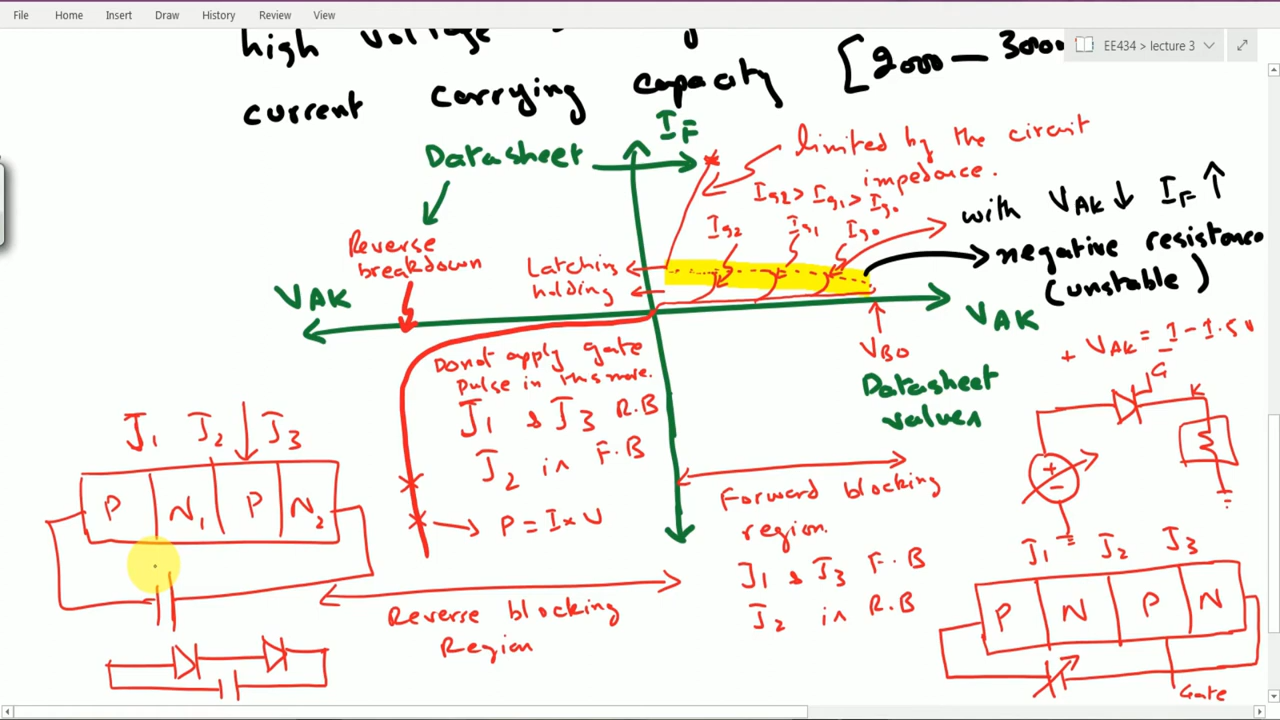 File Home Insert Draw History Review View
EE434 > lecture 3
high voltage
[2000 — 3000
current carrying capacity
IF
Datasheet
limited by the circuit
impedance.
Ig2 > Ig1 > Ig0
with VAK ↓ IF ↑
Ig2 Ig1 Ig0
negative resistance
(unstable)
Reverse
breakdown
Latching
holding
VAK
VAK
VBO
+ VAK = 1 - 1.5 V
Do not apply gate
pulse in this mode.
Datasheet
values
G
K
J1 & J3 R.B
J2 in F.B
J1 J2 J3
P N1 P N2
P = I x V
Forward blocking
region.
J1 & J3 F.B
J2 in R.B
Reverse blocking
Region
+
-
J1 J2 J3
P N P N
Gate